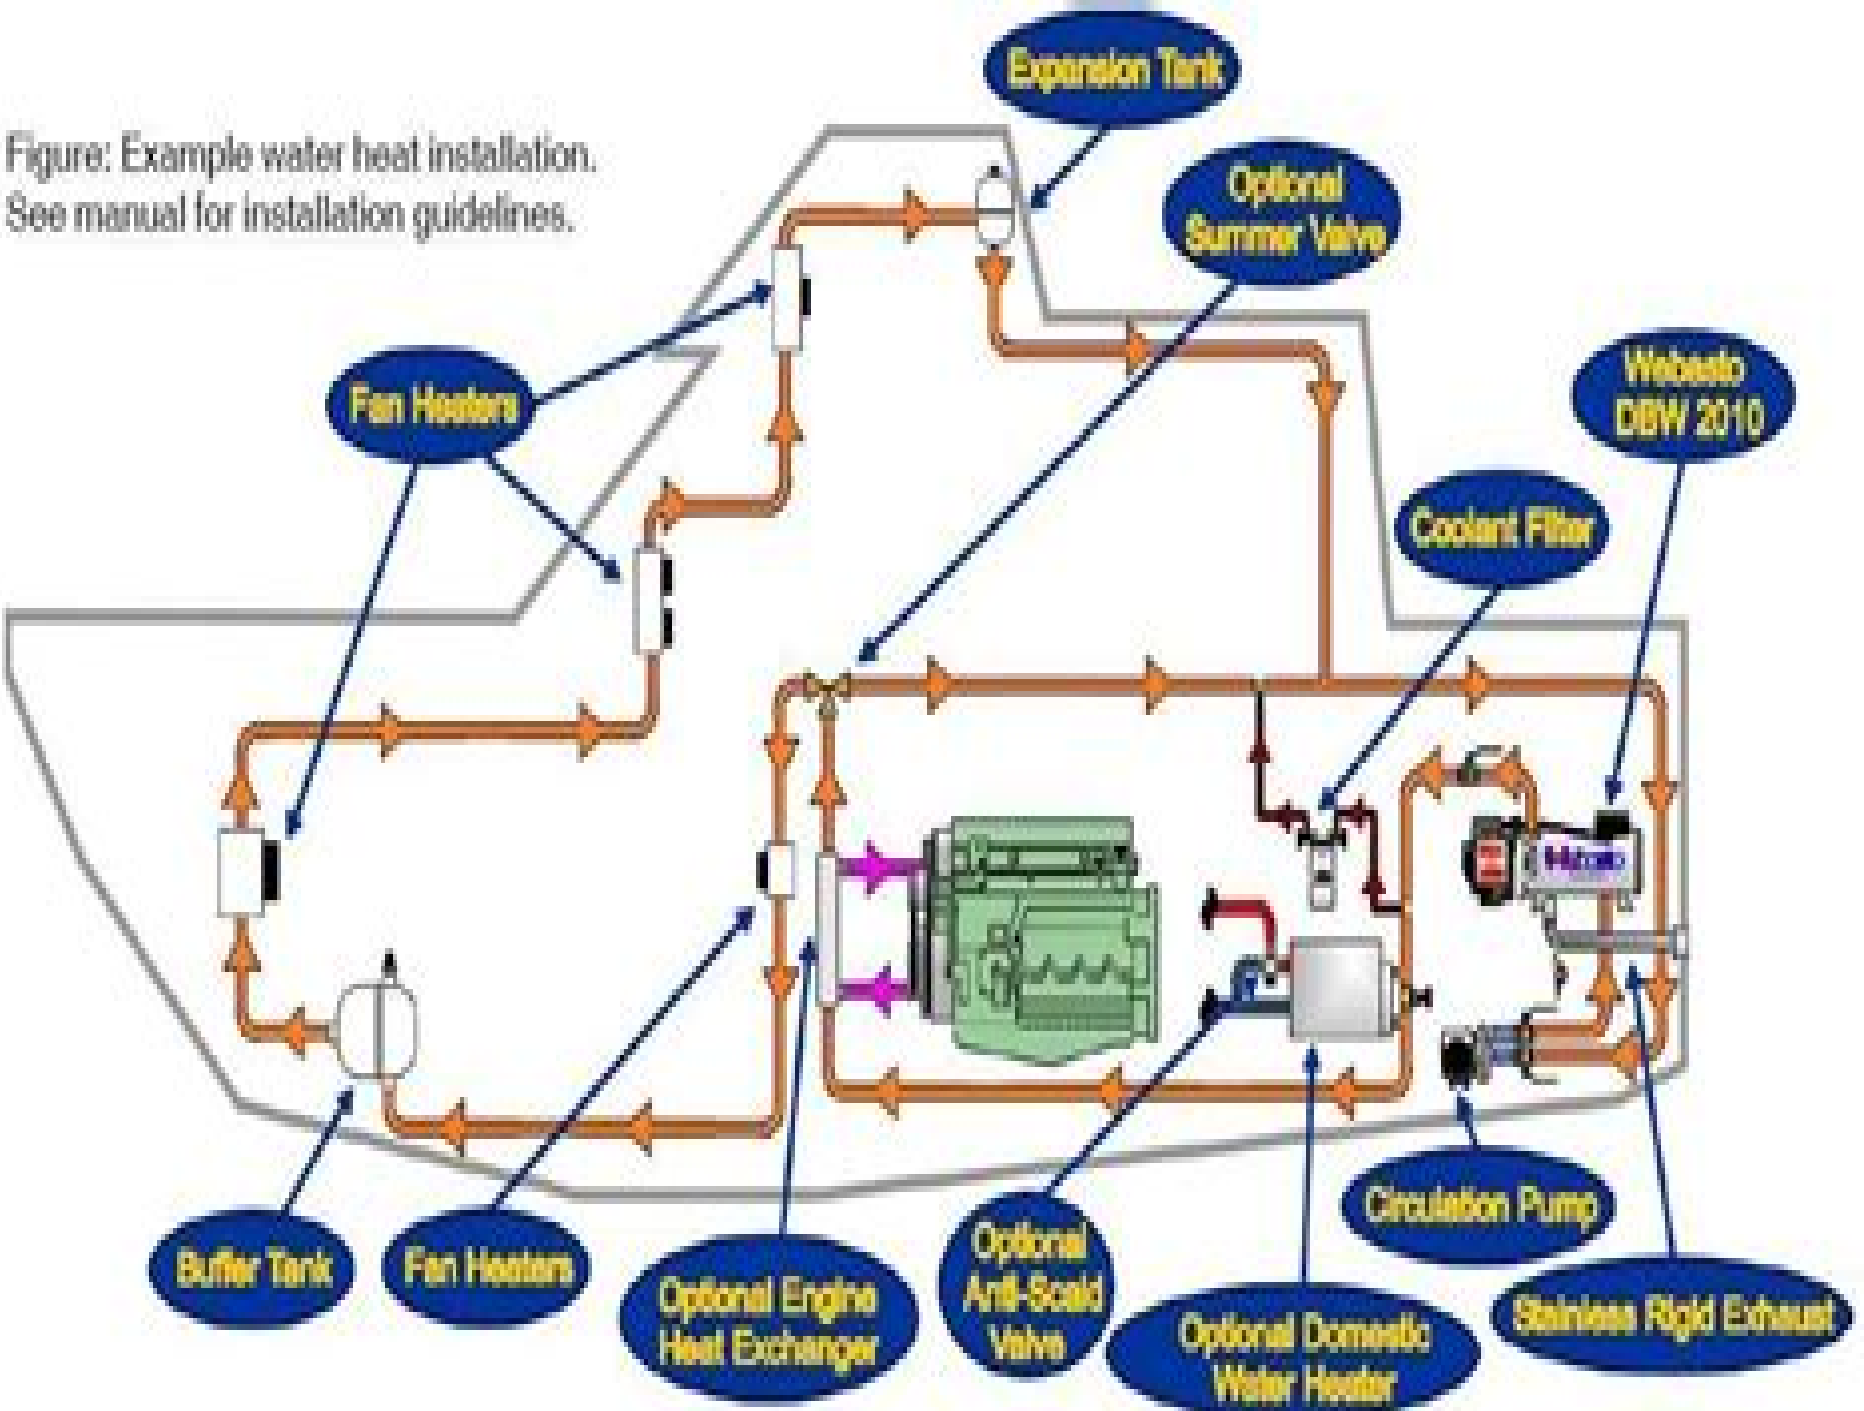 Expansion Tank
Figure: Example water heat installation.
See manual for installation guidelines.
Optional
Summer Valve
Fan Heaters
Webasto
DBW 2010
Coolant Filter
Webasto
Circulation Pump
Buffer Tank
Fan Heaters
Optional Engine
Heat Exchanger
Optional
Anti-Scald
Valve
Optional Domestic
Water Heater
Stainless Rigid Exhaust